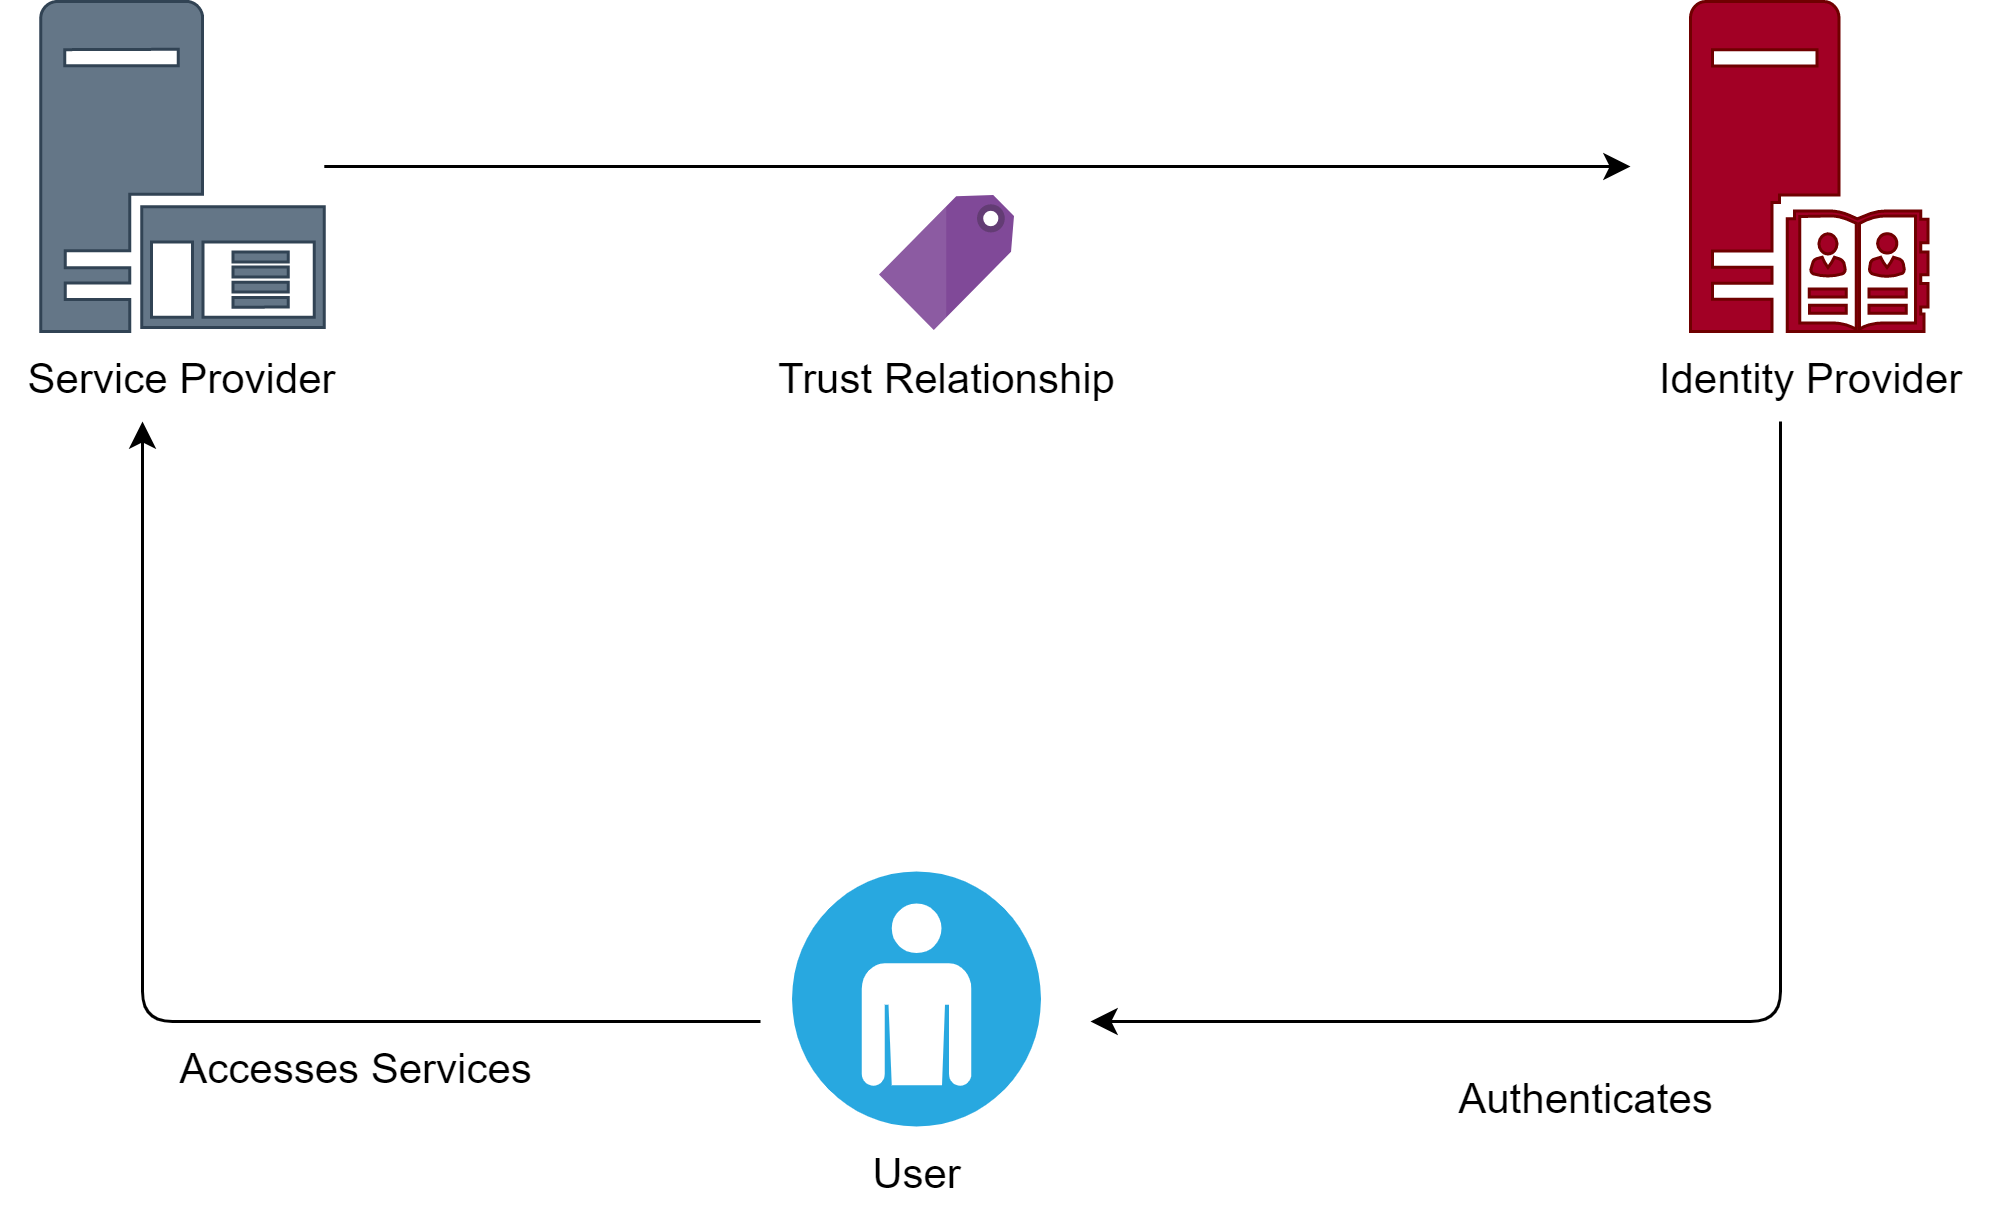 Service Provider
Trust Relationship
Identity Provider
Accesses Services
Authenticates
User